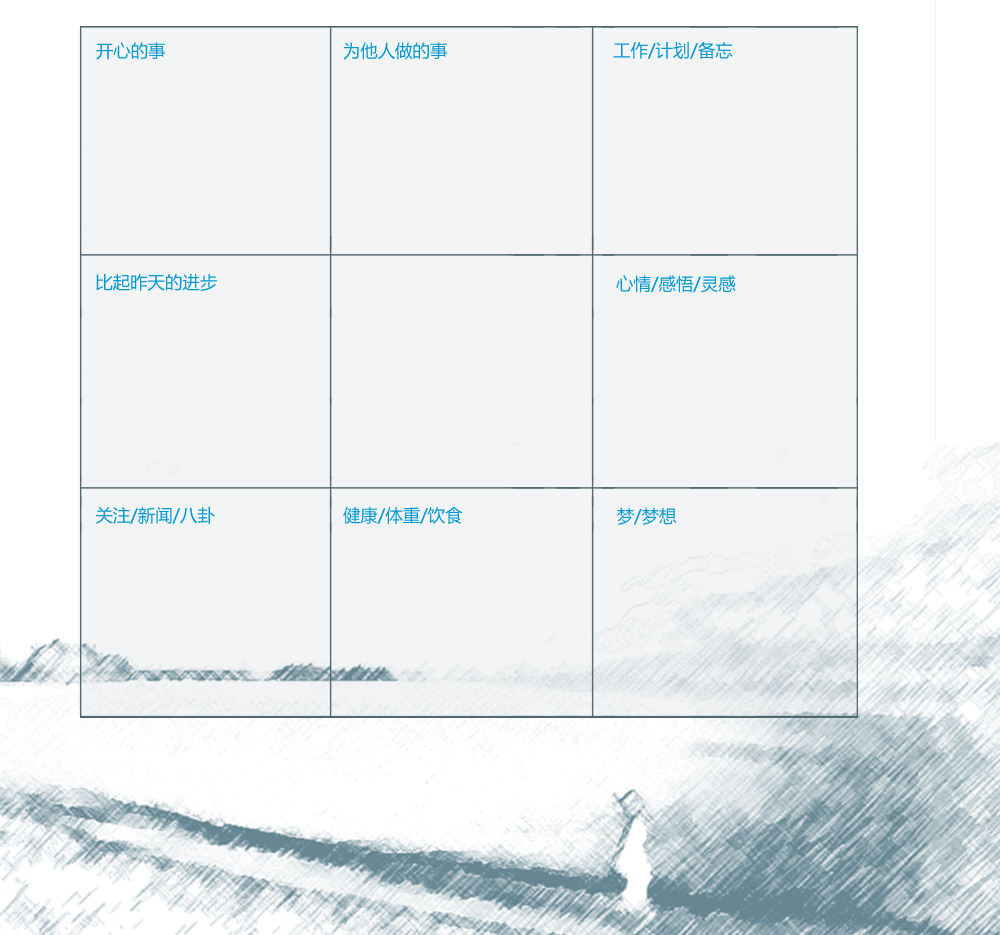 开心的事
为他人做的事
工作/计划/备忘
比起昨天的进步
心情/感悟/灵感
关注/新闻/八卦
健康/体重/饮食
梦/梦想